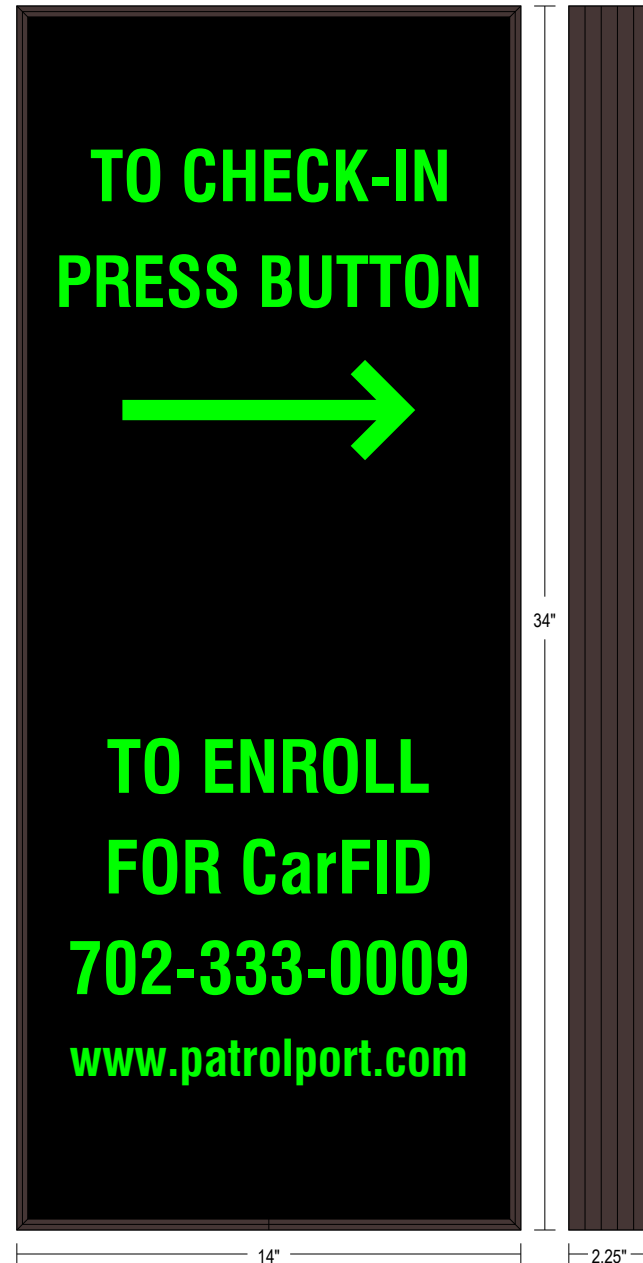 TO CHECK-IN
PRESS BUTTON
34"
TO ENROLL
FOR CarFID
702-333-0009
www.patrolport.com
14"
2.25"